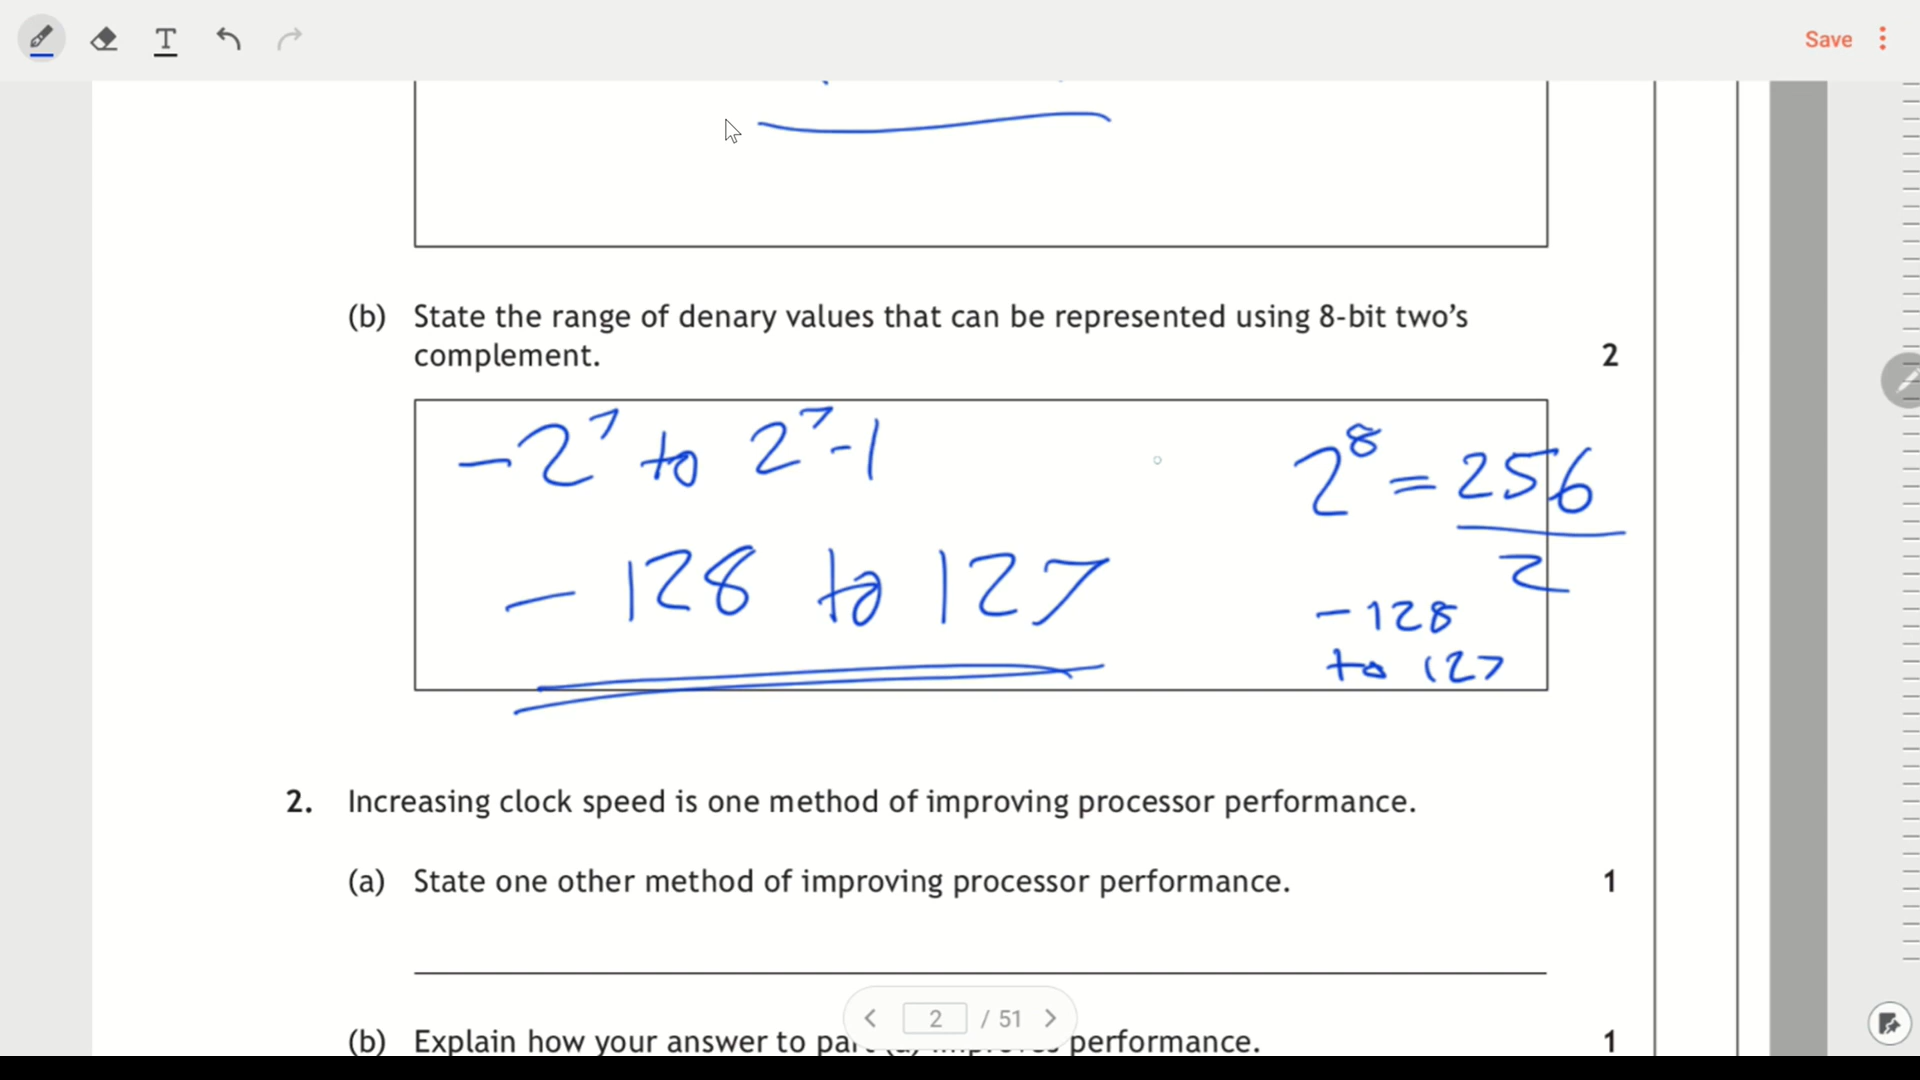 T
Save
(b) State the range of denary values that can be represented using 8-bit two's
complement. 2
-2⁷ to 2⁷-1
2⁸ = 256
2
- 128 to 127
-128
to 127
2. Increasing clock speed is one method of improving processor performance.
(a) State one other method of improving processor performance. 1
2 / 51
(b) Explain how your answer to part (a) improves performance. 1